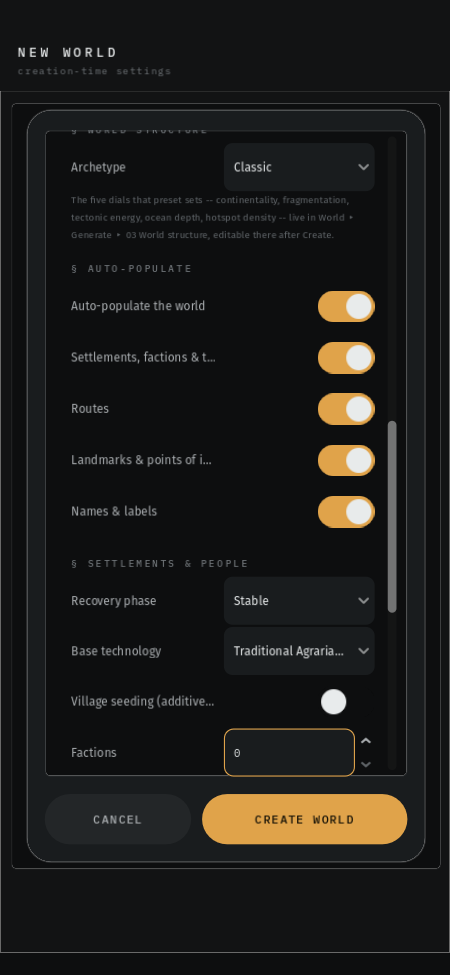 NEW WORLD
creation-time settings
§ WORLD STRUCTURE
Archetype
Classic
The five dials that preset sets — continentality, fragmentation,
tectonic energy, ocean depth, hotspot density — live in World •
Generate • 03 World structure, editable there after Create.
§ AUTO-POPULATE
Auto-populate the world
Settlements, factions & t...
Routes
Landmarks & points of i...
Names & labels
§ SETTLEMENTS & PEOPLE
Recovery phase
Stable
Base technology
Traditional Agraria...
Village seeding (additive...
Factions
0
CANCEL
CREATE WORLD